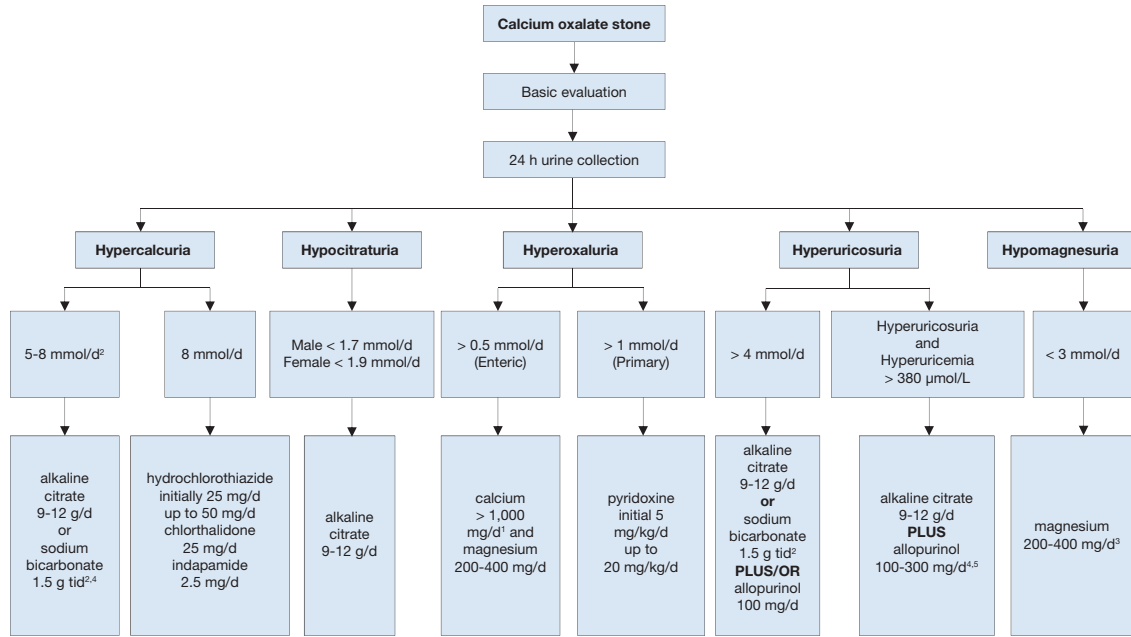 Calcium oxalate stone
Basic evaluation
24 h urine collection
Hypercalcuria
Hypocitraturia
Hyperoxaluria
Hyperuricosuria
Hypomagnesuria
5-8 mmol/d²
8 mmol/d
Male < 1.7 mmol/d
Female < 1.9 mmol/d
> 0.5 mmol/d
(Enteric)
> 1 mmol/d
(Primary)
> 4 mmol/d
Hyperuricosuria
and
Hyperuricemia
> 380 µmol/L
< 3 mmol/d
alkaline
citrate
9-12 g/d
or
sodium
bicarbonate
1.5 g tid²,⁴
hydrochlorothiazide
initially 25 mg/d
up to 50 mg/d
chlorthalidone
25 mg/d
indapamide
2.5 mg/d
alkaline
citrate
9-12 g/d
calcium
> 1,000
mg/d¹ and
magnesium
200-400 mg/d
pyridoxine
initial 5
mg/kg/d
up to
20 mg/kg/d
alkaline
citrate
9-12 g/d
or
sodium
bicarbonate
1.5 g tid²
PLUS/OR
allopurinol
100 mg/d
alkaline citrate
9-12 g/d
PLUS
allopurinol
100-300 mg/d⁴,⁵
magnesium
200-400 mg/d³